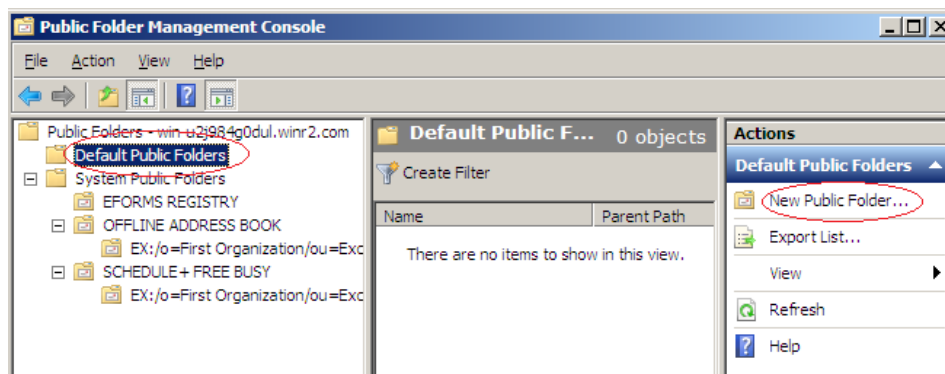 Public Folder Management Console
File Action View Help
Public Folders - win-u2j984g0dul.winr2.com
Default Public Folders
System Public Folders
EFORMS REGISTRY
OFFLINE ADDRESS BOOK
EX:/o=First Organization/ou=Exc
SCHEDULE+ FREE BUSY
EX:/o=First Organization/ou=Exc
Default Public F... 0 objects
Create Filter
Name Parent Path
There are no items to show in this view.
Actions
Default Public Folders
New Public Folder...
Export List...
View
Refresh
Help